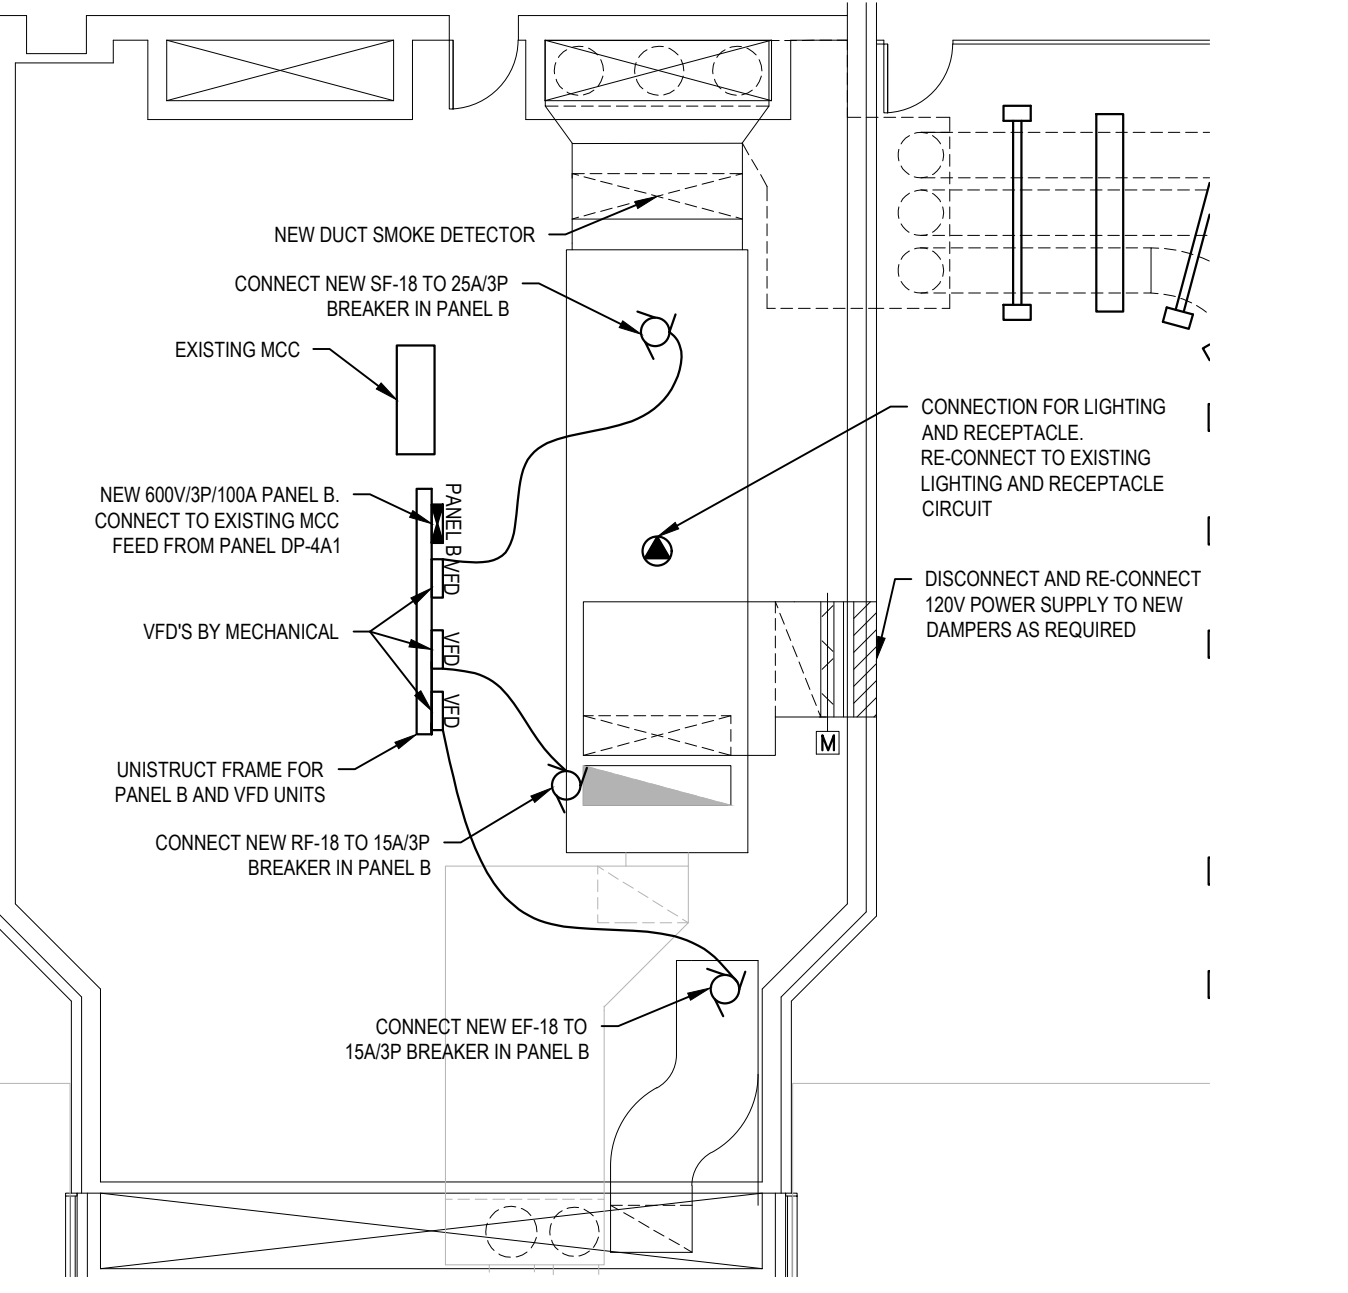 NEW DUCT SMOKE DETECTOR
CONNECT NEW SF-18 TO 25A/3P
BREAKER IN PANEL B
EXISTING MCC
CONNECTION FOR LIGHTING
AND RECEPTACLE.
RE-CONNECT TO EXISTING
LIGHTING AND RECEPTACLE
CIRCUIT
NEW 600V/3P/100A PANEL B.
CONNECT TO EXISTING MCC
FEED FROM PANEL DP-4A1
PANEL B
VFD
DISCONNECT AND RE-CONNECT
120V POWER SUPPLY TO NEW
DAMPERS AS REQUIRED
VFD'S BY MECHANICAL
VFD
VFD
M
UNISTRUCT FRAME FOR
PANEL B AND VFD UNITS
CONNECT NEW RF-18 TO 15A/3P
BREAKER IN PANEL B
CONNECT NEW EF-18 TO
15A/3P BREAKER IN PANEL B